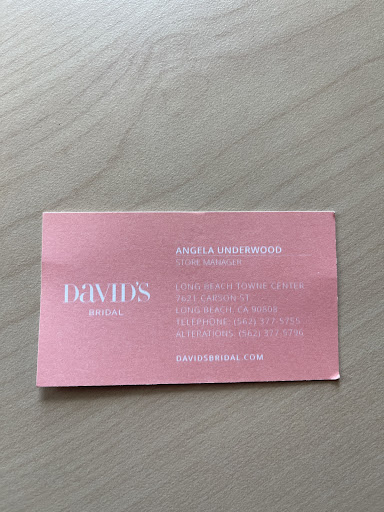 DAVID'S
BRIDAL
ANGELA UNDERWOOD
STORE MANAGER
LONG BEACH TOWNE CENTER
7621 CARSON ST
LONG BEACH, CA 90808
TELEPHONE: (562) 377-5755
ALTERATIONS: (562) 377-5796
DAVIDSBRIDAL.COM